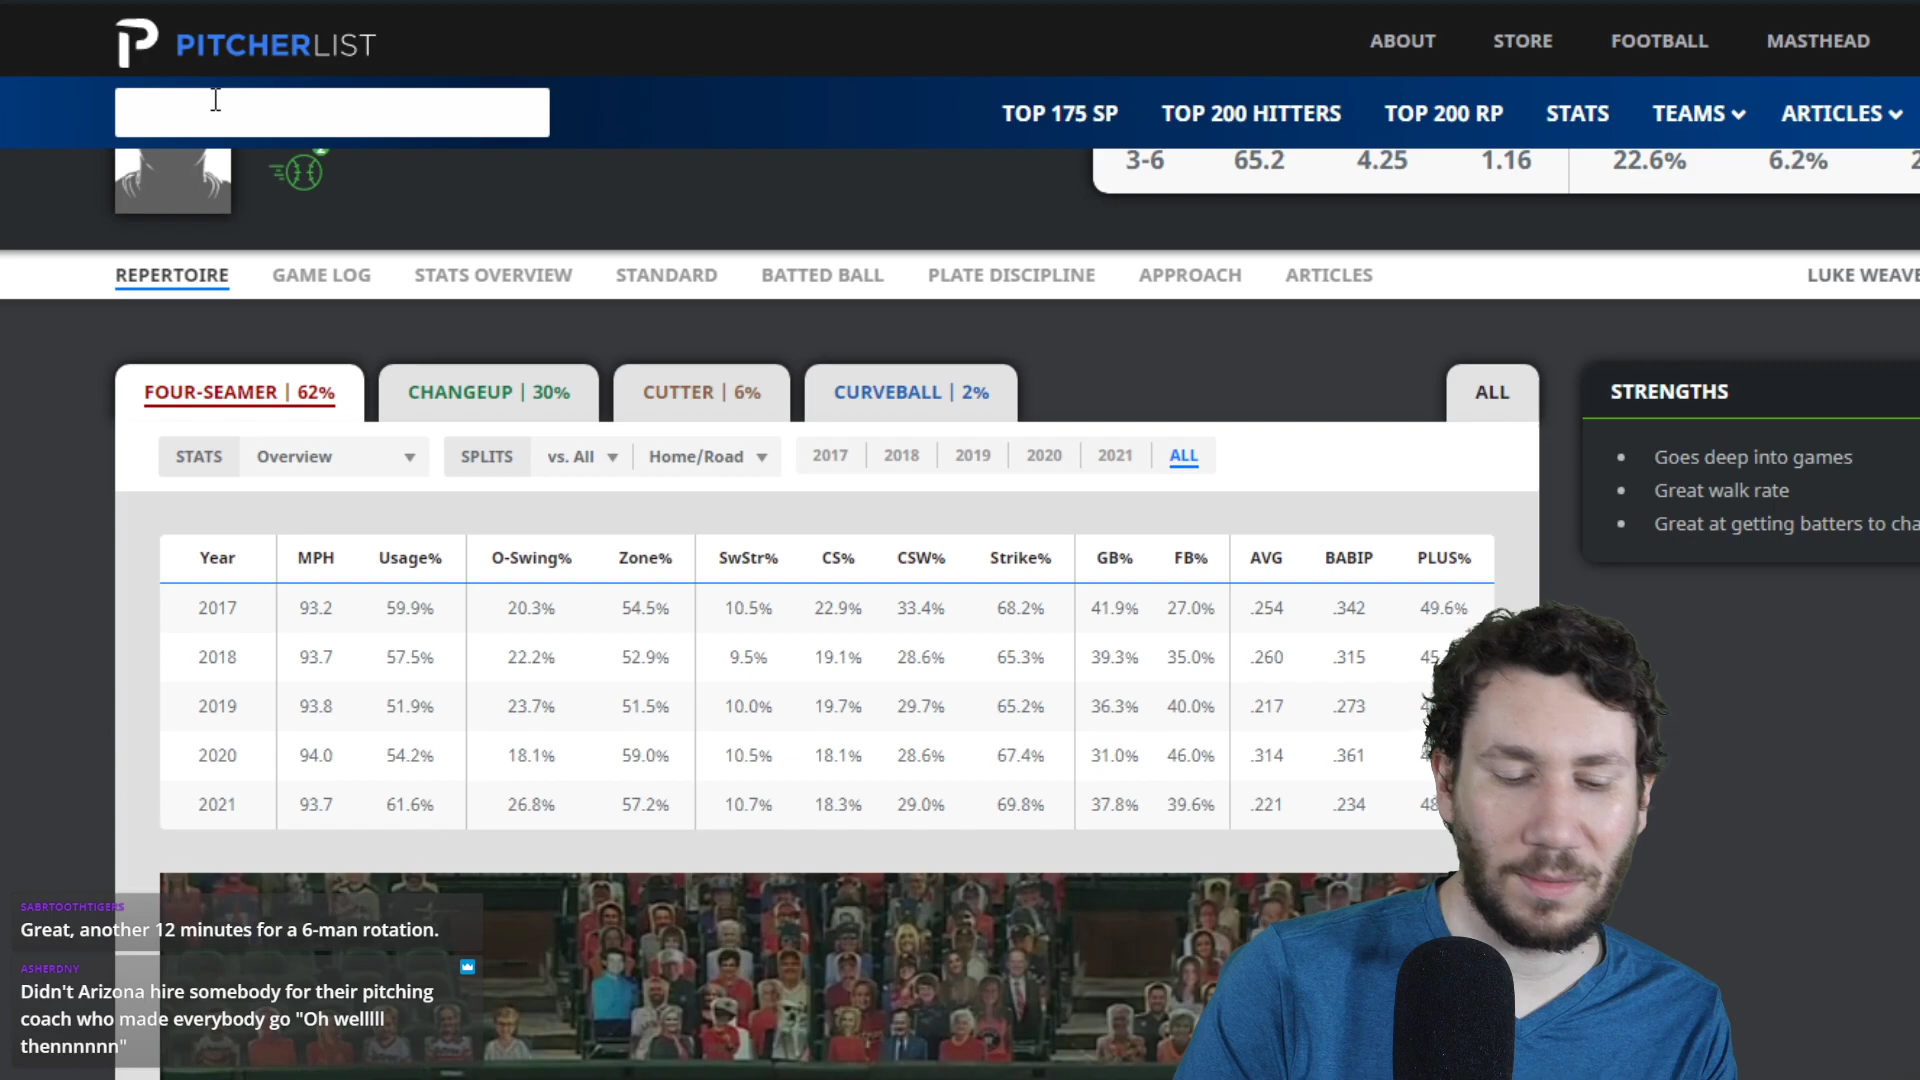 PITCHERLIST
ABOUT STORE FOOTBALL MASTHEAD
TOP 175 SP TOP 200 HITTERS TOP 200 RP STATS TEAMS ARTICLES
3-6 65.2 4.25 1.16 22.6% 6.2%
REPERTOIRE GAME LOG STATS OVERVIEW STANDARD BATTED BALL PLATE DISCIPLINE APPROACH ARTICLES LUKE WEAVE
FOUR-SEAMER | 62% CHANGEUP | 30% CUTTER | 6% CURVEBALL | 2% ALL
STATS Overview SPLITS vs. All Home/Road 2017 2018 2019 2020 2021 ALL
Year MPH Usage% O-Swing% Zone% SwStr% CS% CSW% Strike% GB% FB% AVG BABIP PLUS%
2017 93.2 59.9% 20.3% 54.5% 10.5% 22.9% 33.4% 68.2% 41.9% 27.0% .254 .342 49.6%
2018 93.7 57.5% 22.2% 52.9% 9.5% 19.1% 28.6% 65.3% 39.3% 35.0% .260 .315
2019 93.8 51.9% 23.7% 51.5% 10.0% 19.7% 29.7% 65.2% 36.3% 40.0% .217 .273
2020 94.0 54.2% 18.1% 59.0% 10.5% 18.1% 28.6% 67.4% 31.0% 46.0% .314 .361
2021 93.7 61.6% 26.8% 57.2% 10.7% 18.3% 29.0% 69.8% 37.8% 39.6% .221 .234
STRENGTHS
Goes deep into games
Great walk rate
Great at getting batters to cha
SABRTOOTHTIGERS
Great, another 12 minutes for a 6-man rotation.
ASHERDNY
Didn't Arizona hire somebody for their pitching
coach who made everybody go "Oh welllll
thennnnnn"